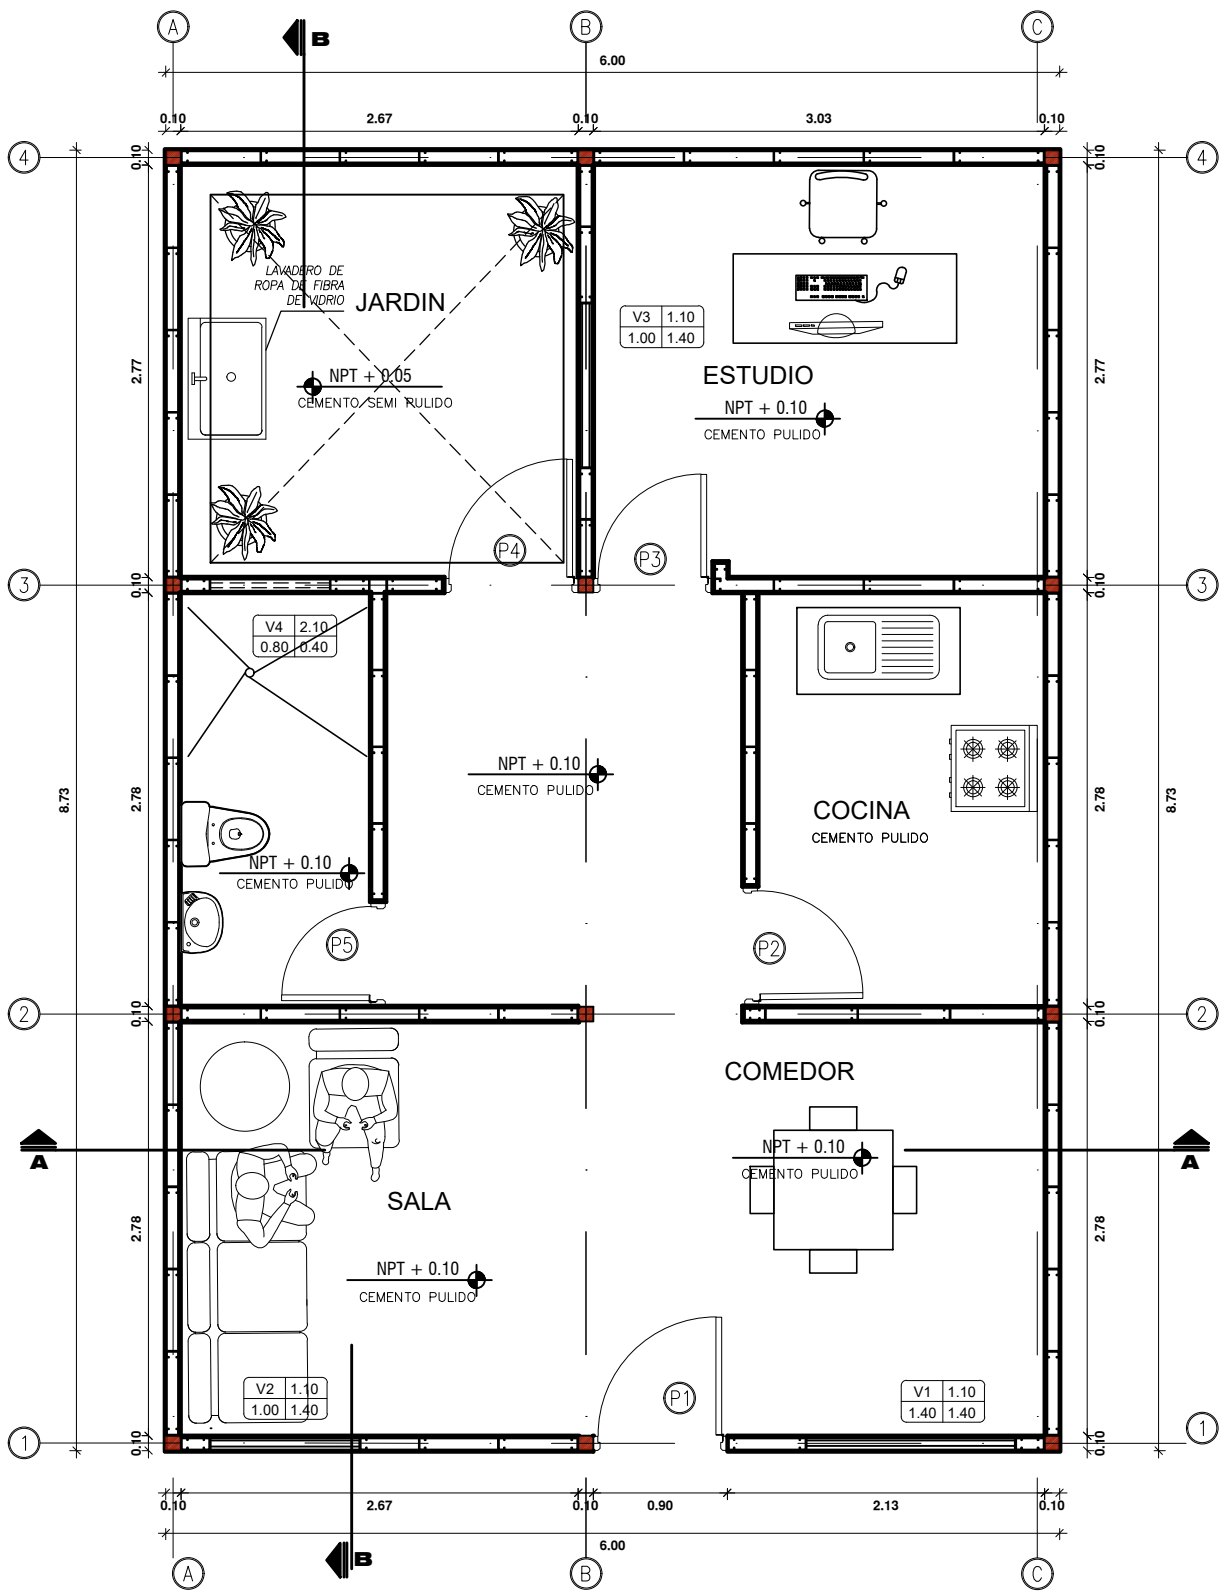 A
B
C
B
6.00
0.10
2.67
0.10
3.03
0.10
4
0.10
0.10
4
LAVADERO DE
ROPA DE FIBRA
DE VIDRIO
JARDIN
V3 1.10
1.00 1.40
2.77
NPT + 0.05
CEMENTO SEMI PULIDO
ESTUDIO
NPT + 0.10
CEMENTO PULIDO
2.77
P4
P3
3
0.10
0.10
3
V4 2.10
0.80 0.40
NPT + 0.10
CEMENTO PULIDO
8.73
2.78
COCINA
CEMENTO PULIDO
2.78
8.73
NPT + 0.10
CEMENTO PULIDO
P5
P2
2
0.10
0.10
2
COMEDOR
A
NPT + 0.10
CEMENTO PULIDO
A
SALA
2.78
2.78
NPT + 0.10
CEMENTO PULIDO
V2 1.10
1.00 1.40
P1
V1 1.10
1.40 1.40
1
0.10
0.10
1
0.10
2.67
0.10
0.90
2.13
0.10
6.00
B
A
B
C